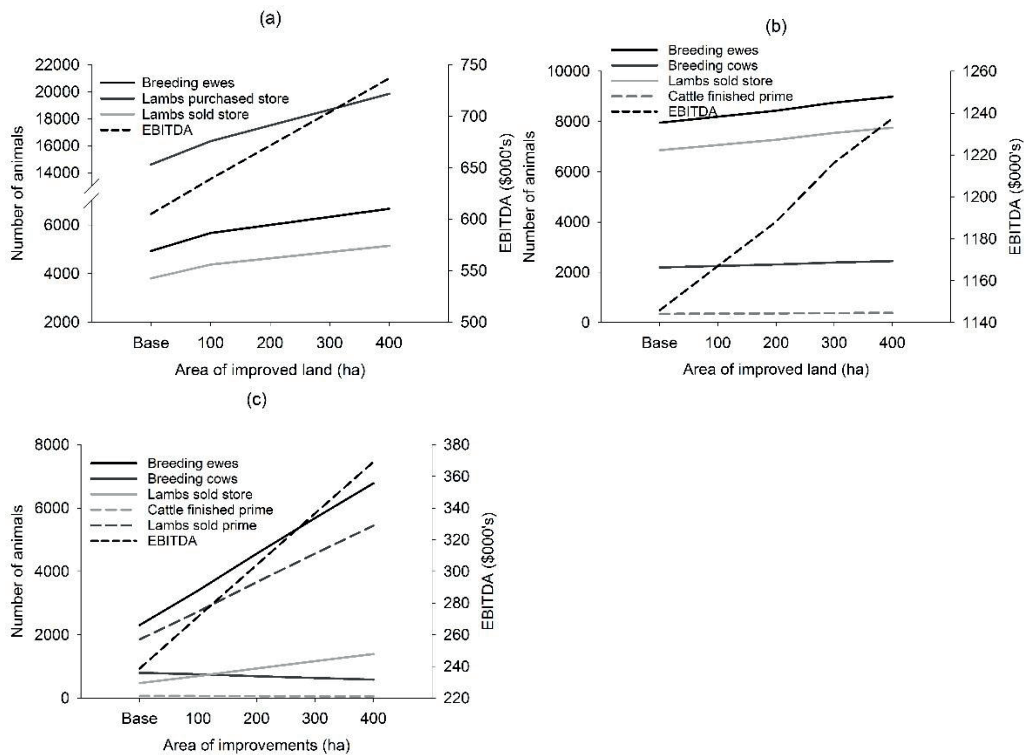 (a)
Number of animals
22000
20000
18000
16000
14000
6000
4000
2000
Breeding ewes
Lambs purchased store
Lambs sold store
EBITDA
750
700
650
600
550
500
EBITDA ($000's)
Base 100 200 300 400
Area of improved land (ha)
(b)
Number of animals
10000
8000
6000
4000
2000
0
Breeding ewes
Breeding cows
Lambs sold store
Cattle finished prime
EBITDA
1260
1240
1220
1200
1180
1160
1140
EBITDA ($000's)
Base 100 200 300 400
Area of improved land (ha)
(c)
Number of animals
8000
6000
4000
2000
0
Breeding ewes
Breeding cows
Lambs sold store
Cattle finished prime
Lambs sold prime
EBITDA
380
360
340
320
300
280
260
240
220
EBITDA ($000's)
Base 100 200 300 400
Area of improvements (ha)